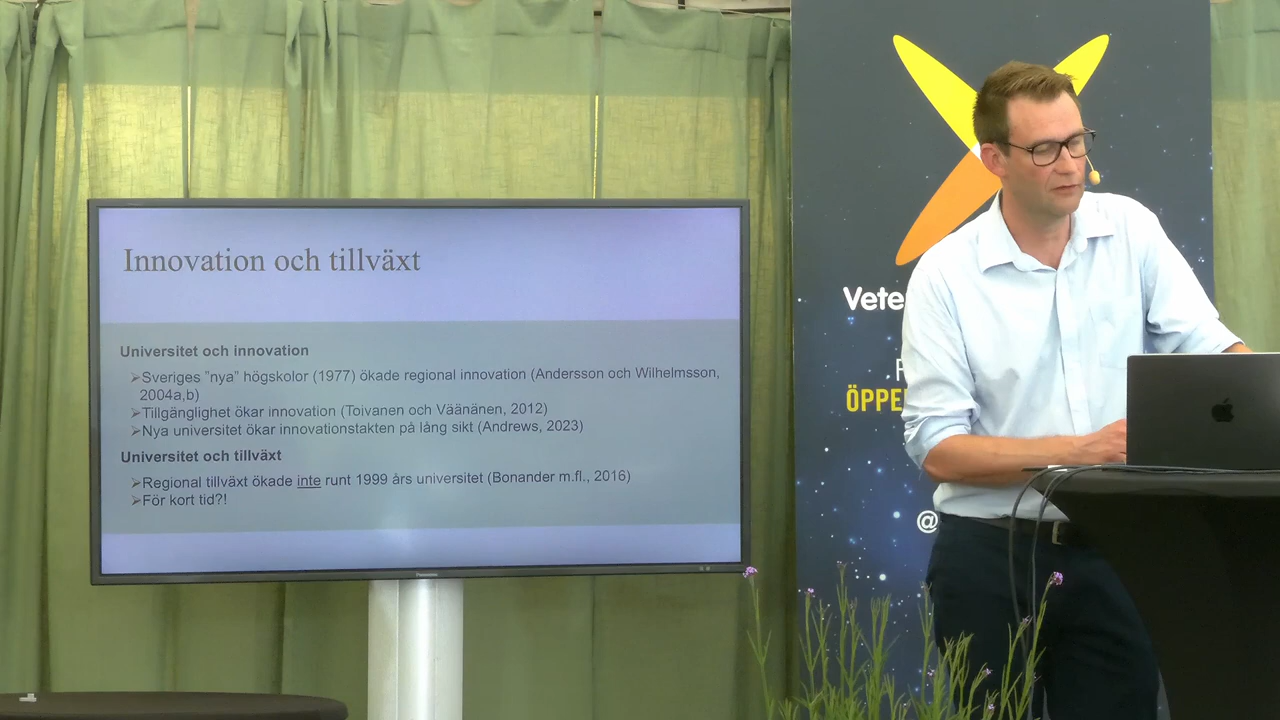 Innovation och tillväxt
Universitet och innovation
➢Sveriges "nya" högskolor (1977) ökade regional innovation (Andersson och Wilhelmsson,
2004a,b)
➢Tillgänglighet ökar innovation (Toivanen och Väänänen, 2012)
➢Nya universitet ökar innovationstakten på lång sikt (Andrews, 2023)
Universitet och tillväxt
➢Regional tillväxt ökade inte runt 1999 års universitet (Bonander m.fl., 2016)
➢För kort tid?!
Vete
ÖPPE
@